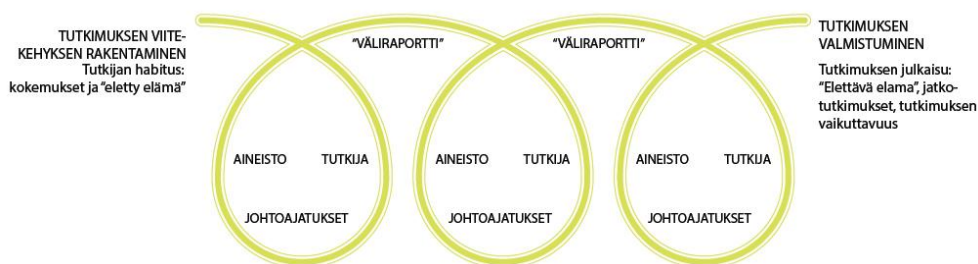 TUTKIMUKSEN VIITE-
KEHYKSEN RAKENTAMINEN
Tutkijan habitus:
kokemukset ja "eletty elämä"
"VÄLIRAPORTTI"
"VÄLIRAPORTTI"
TUTKIMUKSEN
VALMISTUMINEN
Tutkimuksen julkaisu:
"Elettävä elama", jatko-
tutkimukset, tutkimuksen
vaikuttavuus
AINEISTO TUTKIJA
JOHTOAJATUKSET
AINEISTO TUTKIJA
JOHTOAJATUKSET
AINEISTO TUTKIJA
JOHTOAJATUKSET